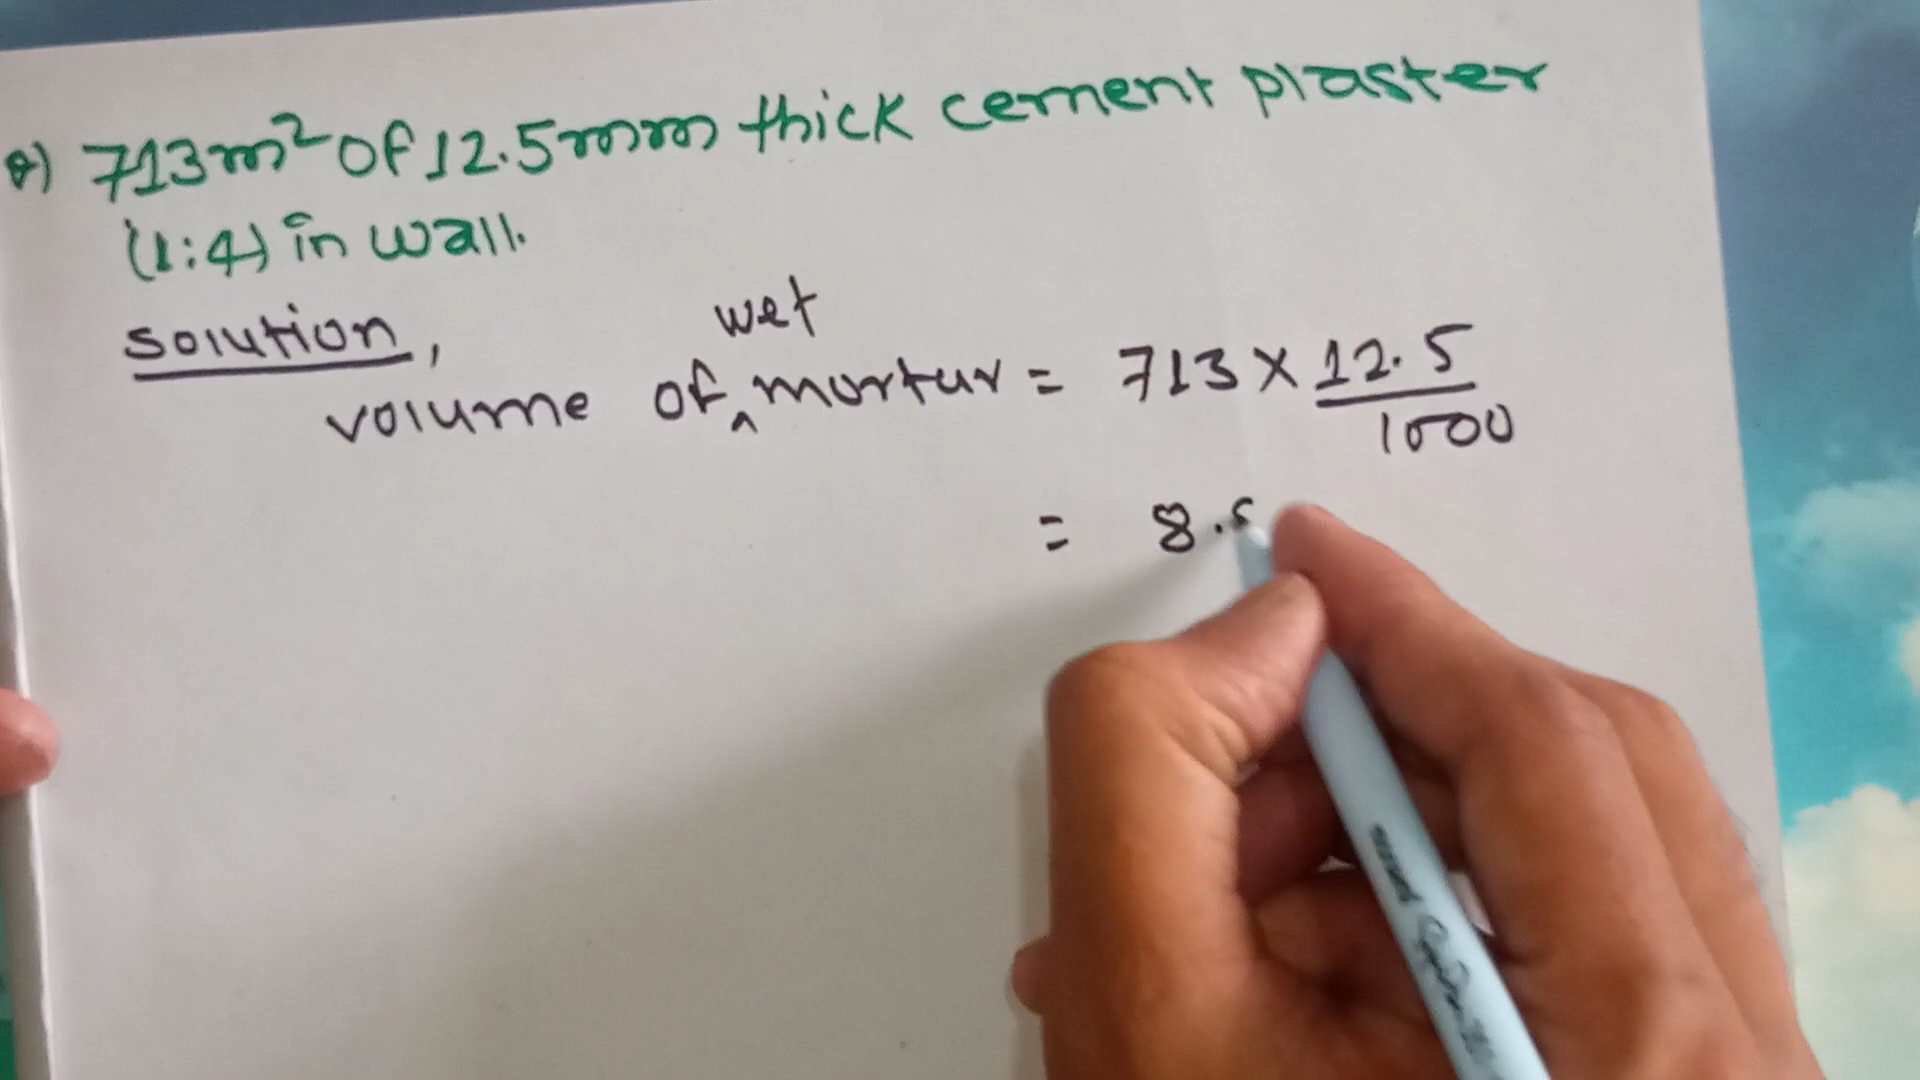 Q) 713m² of 12.5mm thick cement plaster
(1:4) in wall.
Solution,
wet
volume of ‸ mortar = 713 × 12.5/1000
= 8.